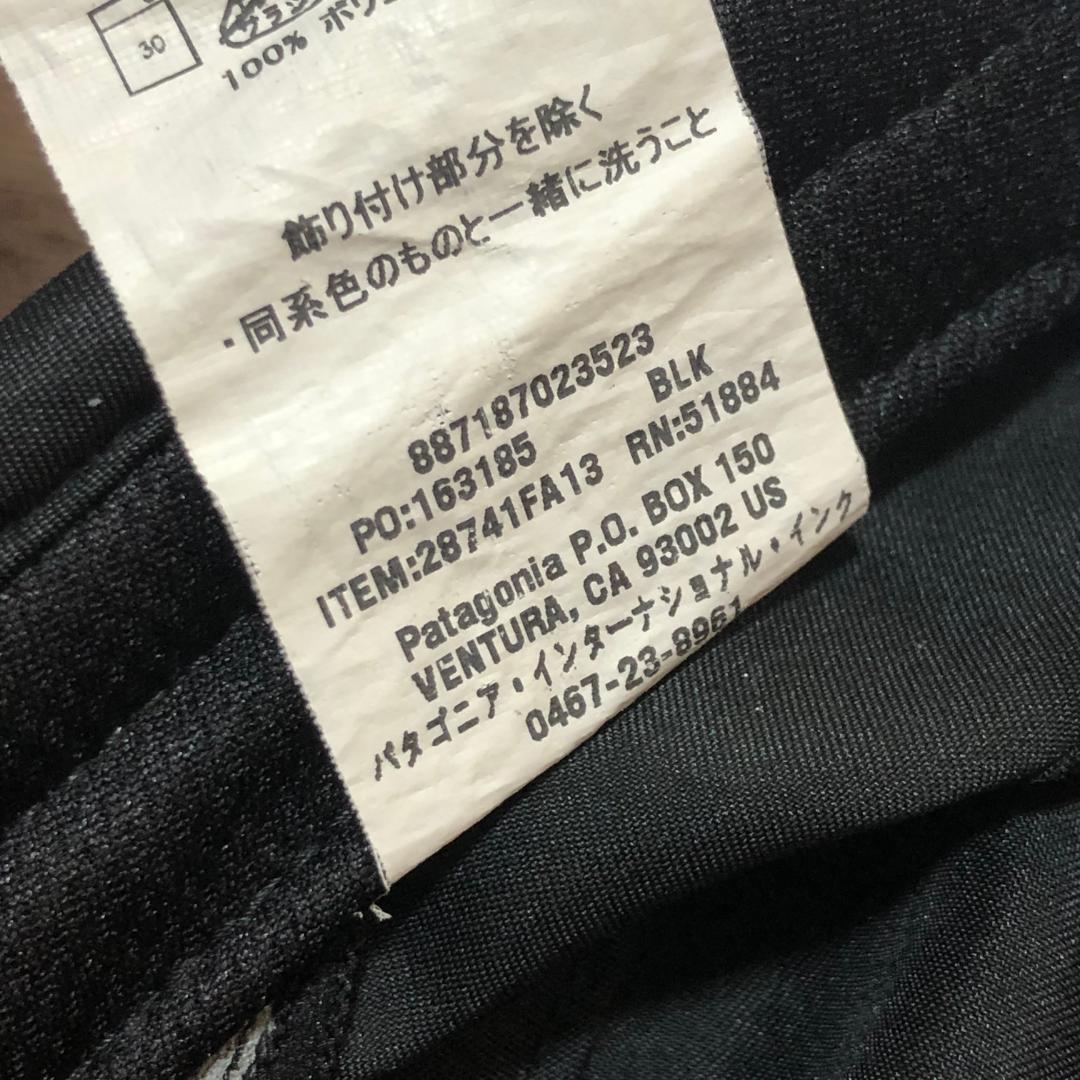 30
100% ポリ
飾り付け部分を除く
・同系色のものと一緒に洗うこと
887187023523
PO:163185 BLK
ITEM:28741FA13 RN:51884
Patagonia P.O. BOX 150
VENTURA, CA 93002 US
パタゴニア・インターナショナル・インク
0467-23-8961